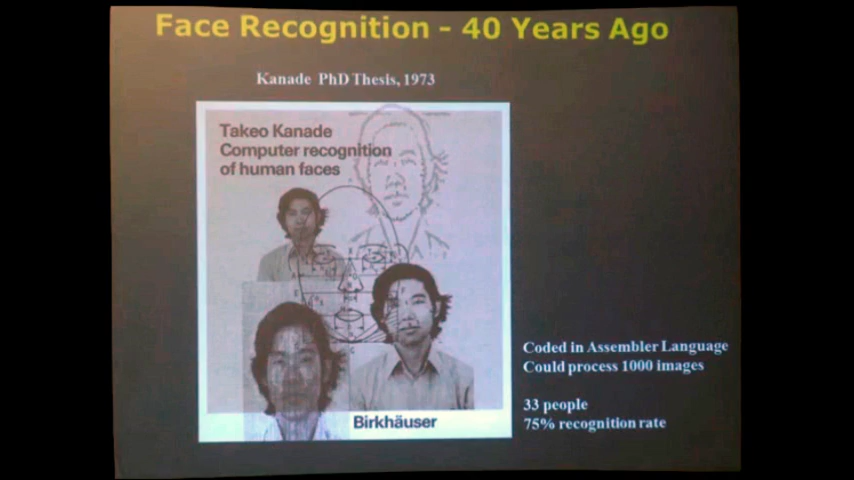 Face Recognition - 40 Years Ago
Kanade PhD Thesis, 1973
Takeo Kanade
Computer recognition
of human faces
Birkhäuser
Coded in Assembler Language
Could process 1000 images
33 people
75% recognition rate